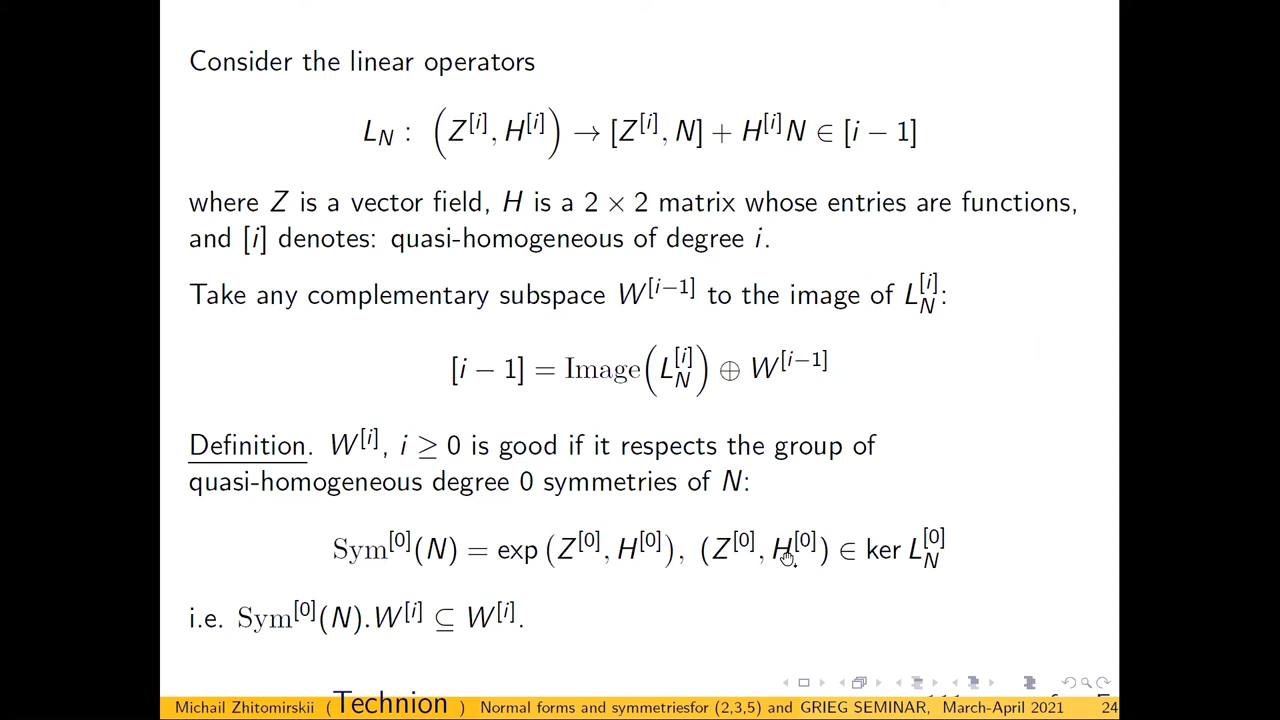 Consider the linear operators
L_N : (Z^[i], H^[i]) → [Z^[i], N] + H^[i]N ∈ [i − 1]
where Z is a vector field, H is a 2 × 2 matrix whose entries are functions,
and [i] denotes: quasi-homogeneous of degree i.
Take any complementary subspace W^[i−1] to the image of L_N^[i]:
[i − 1] = Image(L_N^[i]) ⊕ W^[i−1]
Definition. W^[i], i ≥ 0 is good if it respects the group of
quasi-homogeneous degree 0 symmetries of N:
Sym^[0](N) = exp(Z^[0], H^[0]), (Z^[0], H^[0]) ∈ ker L_N^[0]
i.e. Sym^[0](N).W^[i] ⊆ W^[i].
Michail Zhitomirskii (Technion) Normal forms and symmetriesfor (2,3,5) and GRIEG SEMINAR, March-April 2021 24